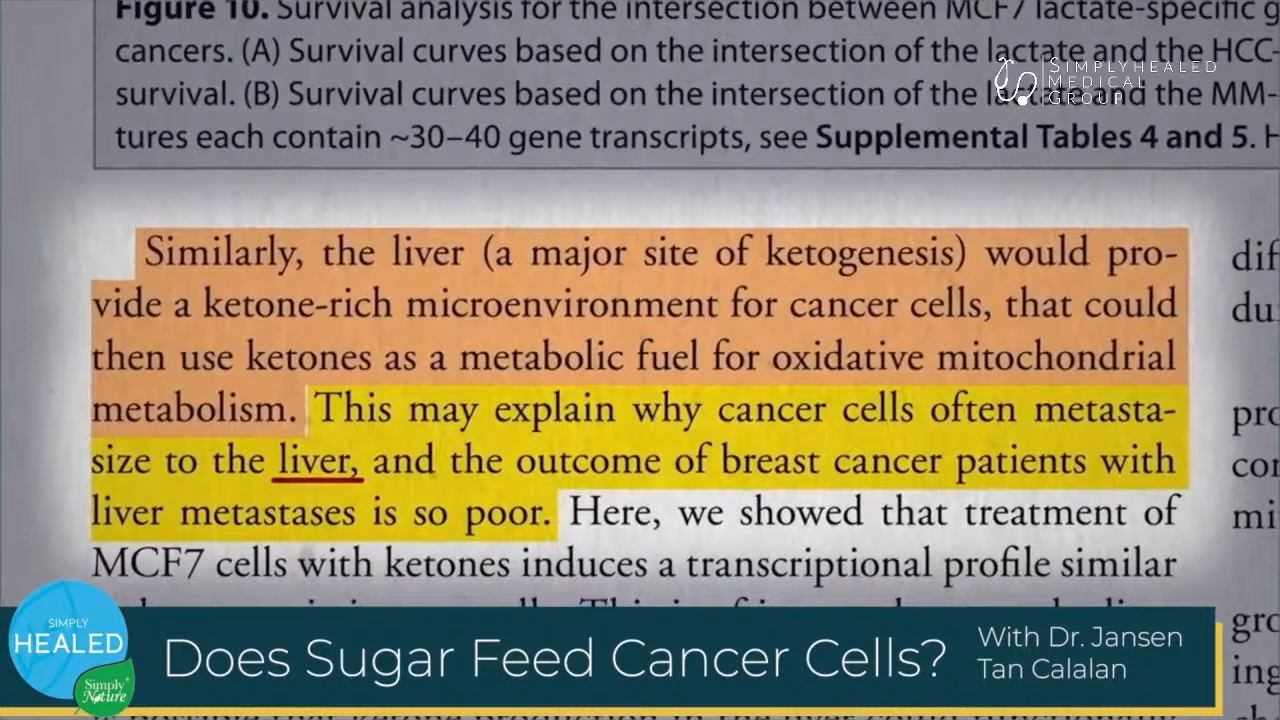 Figure 10. Survival analysis for the intersection between MCF7 lactate-specific g
cancers. (A) Survival curves based on the intersection of the lactate and the HCC-
survival. (B) Survival curves based on the intersection of the and the MM-
tures each contain ~30–40 gene transcripts, see Supplemental Tables 4 and 5. H
SIMPLYHEALED
MEDICAL
GROUP
Similarly, the liver (a major site of ketogenesis) would pro-
vide a ketone-rich microenvironment for cancer cells, that could
then use ketones as a metabolic fuel for oxidative mitochondrial
metabolism. This may explain why cancer cells often metasta-
size to the liver, and the outcome of breast cancer patients with
liver metastases is so poor. Here, we showed that treatment of
MCF7 cells with ketones induces a transcriptional profile similar
dif
du
pro
con
mi
gro
ing
SIMPLY
HEALED
Simply
Nature
Does Sugar Feed Cancer Cells?
With Dr. Jansen
Tan Calalan